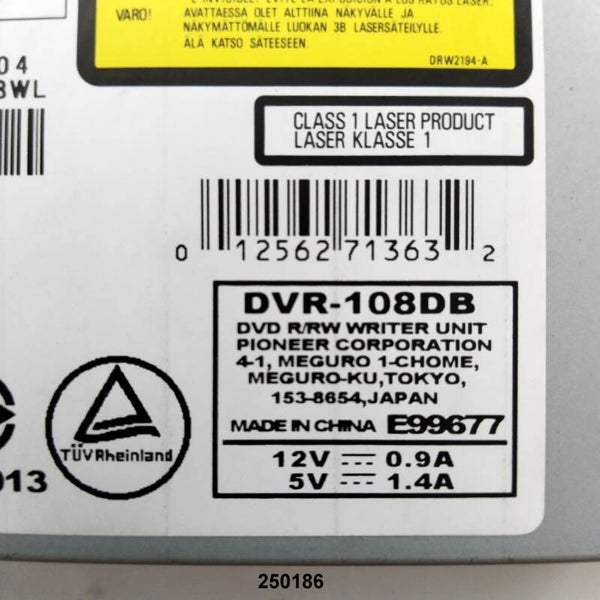 VARO!
AVATTAESSA OLET ALTTIINA NÄKYVÄLLE JA
NÄKYMÄTTÖMÄLLE LUOKAN 3B LASERSÄTEILYLLE.
ÄLÄ KATSO SÄTEESEEN.
DRW2194-A
04
BWL
CLASS 1 LASER PRODUCT
LASER KLASSE 1
0 12562 71363 2
DVR-108DB
DVD R/RW WRITER UNIT
PIONEER CORPORATION
4-1, MEGURO 1-CHOME,
MEGURO-KU,TOKYO,
153-8654,JAPAN
MADE IN CHINA E99677
12V ⎓ 0.9A
5V ⎓ 1.4A
TÜVRheinland
013
250186